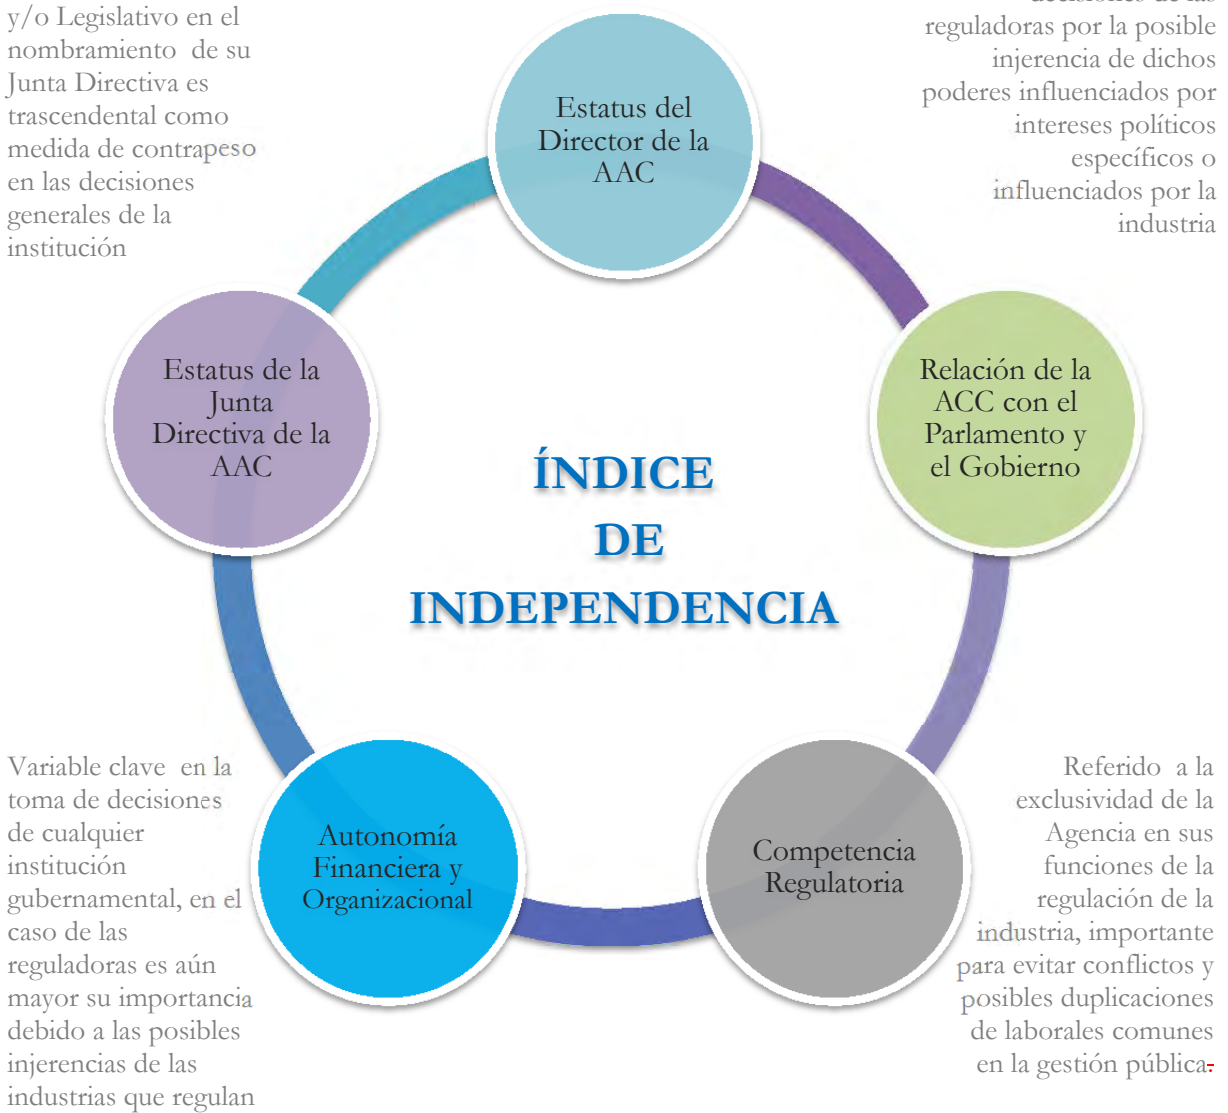 y/o Legislativo en el
nombramiento de su
Junta Directiva es
trascendental como
medida de contrapeso
en las decisiones
generales de la
institución
reguladoras por la posible
injerencia de dichos
poderes influenciados por
intereses políticos
específicos o
influenciados por la
industria
Estatus del
Director de la
AAC
Estatus de la
Junta
Directiva de la
AAC
Relación de la
ACC con el
Parlamento y
el Gobierno
ÍNDICE
DE
INDEPENDENCIA
Autonomía
Financiera y
Organizacional
Competencia
Regulatoria
Variable clave en la
toma de decisiones
de cualquier
institución
gubernamental, en el
caso de las
reguladoras es aún
mayor su importancia
debido a las posibles
injerencias de las
industrias que regulan
Referido a la
exclusividad de la
Agencia en sus
funciones de la
regulación de la
industria, importante
para evitar conflictos y
posibles duplicaciones
de laborales comunes
en la gestión pública.